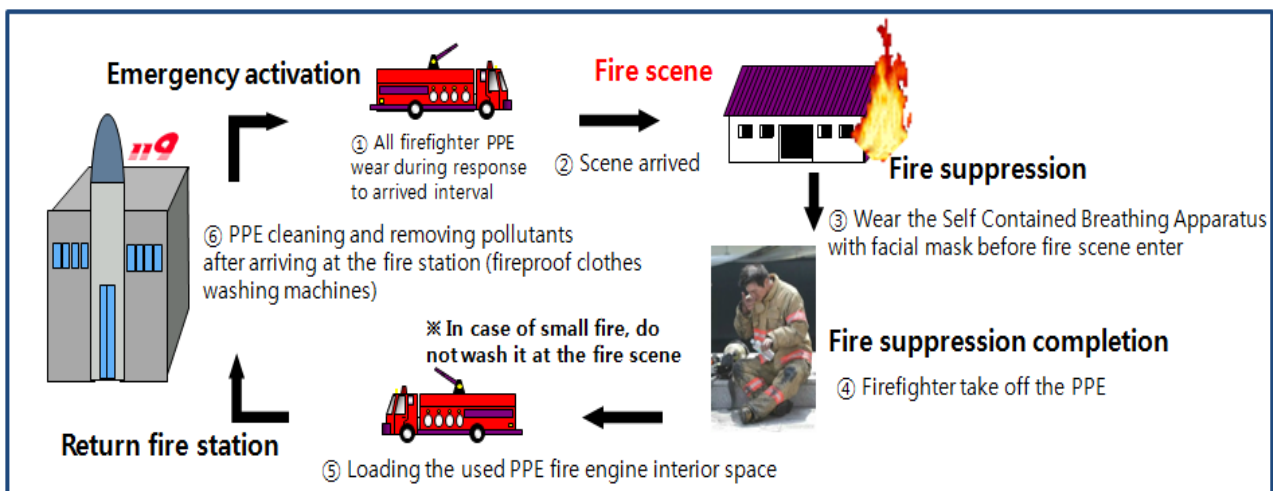 Emergency activation
119
① All firefighter PPE
wear during response
to arrived interval
Fire scene
② Scene arrived
Fire suppression
③ Wear the Self Contained Breathing Apparatus
with facial mask before fire scene enter
Fire suppression completion
④ Firefighter take off the PPE
※ In case of small fire, do
not wash it at the fire scene
⑤ Loading the used PPE fire engine interior space
Return fire station
⑥ PPE cleaning and removing pollutants
after arriving at the fire station (fireproof clothes
washing machines)